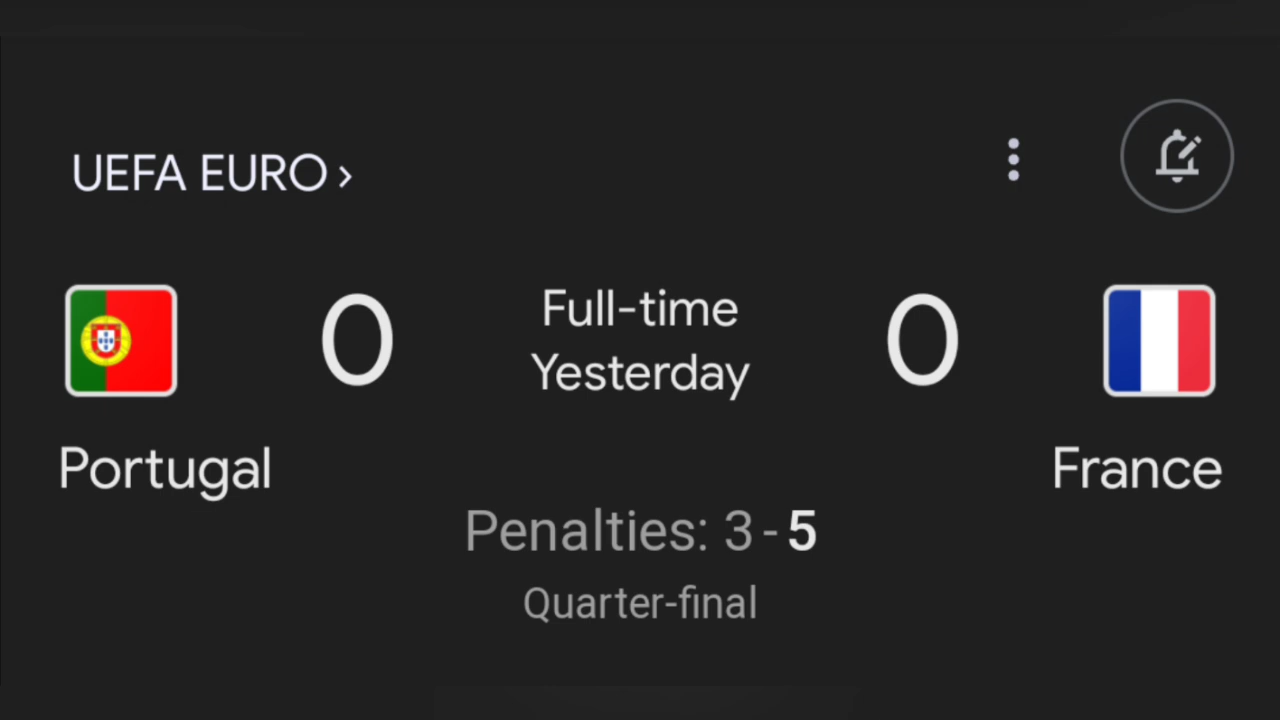 UEFA EURO ›
0 Full-time 0
Yesterday
Portugal France
Penalties: 3 - 5
Quarter-final